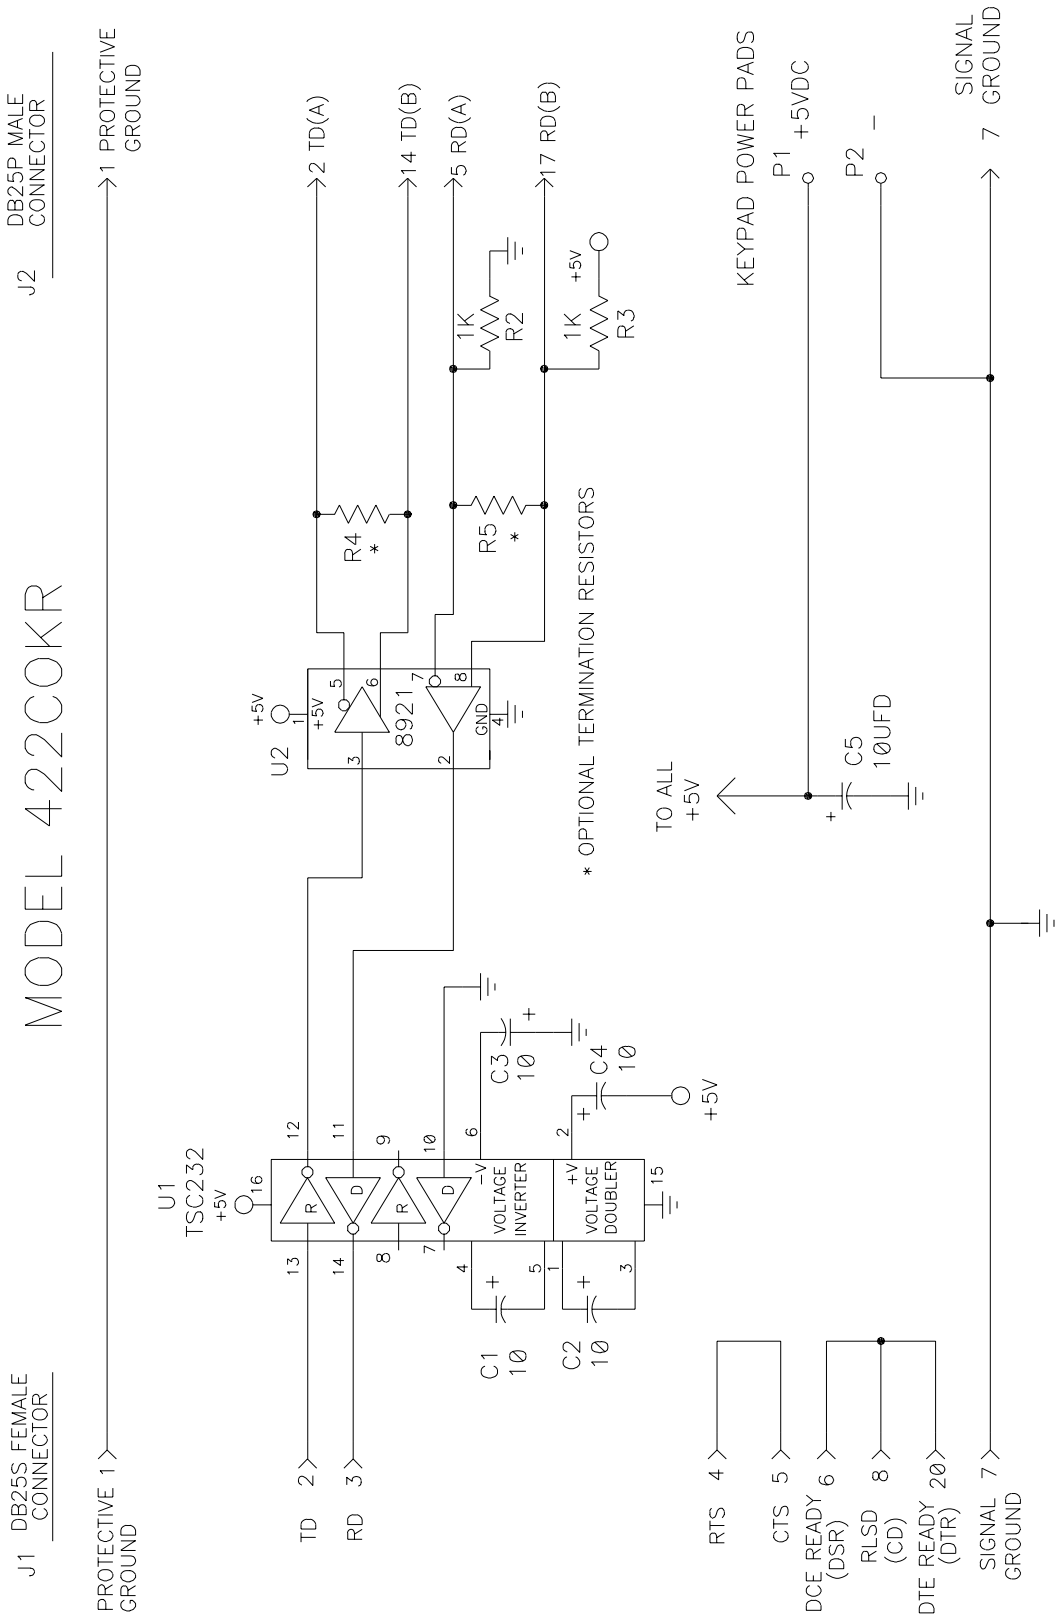 MODEL 422COKR
J1 DB25S FEMALE
CONNECTOR
J2 DB25P MALE
CONNECTOR
PROTECTIVE 1
GROUND
1 PROTECTIVE
GROUND
TD 2
RD 3
U1
TSC232
+5V
16
13
R
12
14
D
11
8
R
9
7
D
10
4
-V
6
VOLTAGE
INVERTER
5
1
+V
2
VOLTAGE
DOUBLER
3
15
C1
10
+
C2
10
+
C3
10
+
C4
10
+
+5V
U2
+5V
1
+5V
3
5
6
8921
2
7
8
GND
4
R4
*
R5
*
1K
R2
1K
R3
+5V
2 TD(A)
14 TD(B)
5 RD(A)
17 RD(B)
* OPTIONAL TERMINATION RESISTORS
TO ALL
+5V
+
C5
10UFD
KEYPAD POWER PADS
P1 +5VDC
P2 -
RTS 4
CTS 5
DCE READY 6
(DSR)
RLSD 8
(CD)
DTE READY 20
(DTR)
SIGNAL 7
GROUND
7 SIGNAL
GROUND